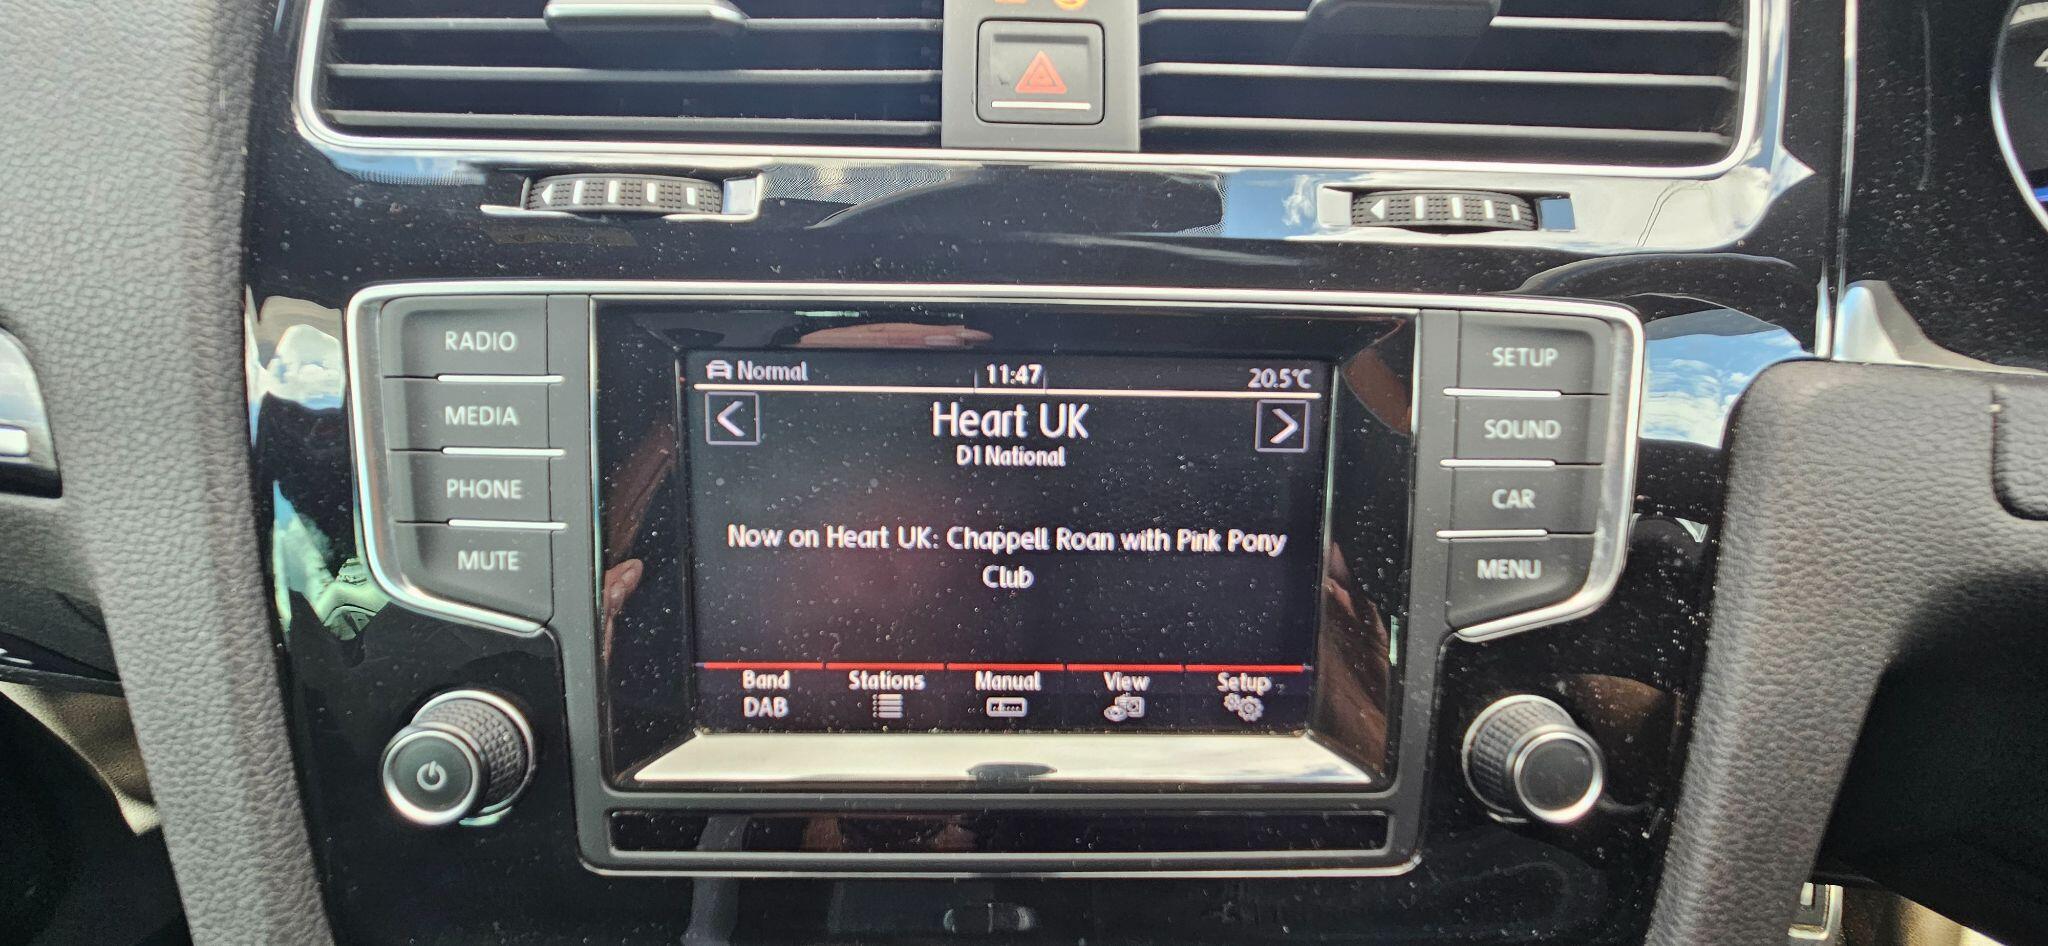 RADIO
MEDIA
PHONE
MUTE
Normal
11:47
20.5°C
Heart UK
D1 National
Now on Heart UK: Chappell Roan with Pink Pony
Club
Band
DAB
Stations
Manual
View
Setup
SETUP
SOUND
CAR
MENU